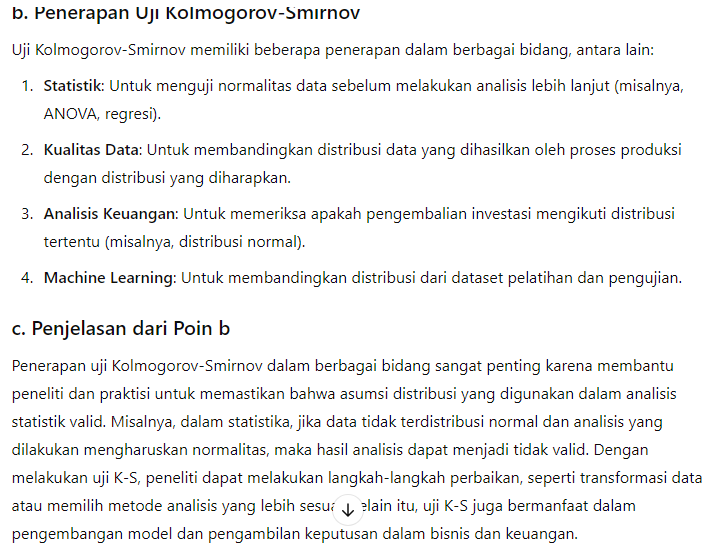 b. Penerapan Uji Kolmogorov-Smirnov
Uji Kolmogorov-Smirnov memiliki beberapa penerapan dalam berbagai bidang, antara lain:
1. Statistik: Untuk menguji normalitas data sebelum melakukan analisis lebih lanjut (misalnya,
ANOVA, regresi).
2. Kualitas Data: Untuk membandingkan distribusi data yang dihasilkan oleh proses produksi
dengan distribusi yang diharapkan.
3. Analisis Keuangan: Untuk memeriksa apakah pengembalian investasi mengikuti distribusi
tertentu (misalnya, distribusi normal).
4. Machine Learning: Untuk membandingkan distribusi dari dataset pelatihan dan pengujian.
c. Penjelasan dari Poin b
Penerapan uji Kolmogorov-Smirnov dalam berbagai bidang sangat penting karena membantu
peneliti dan praktisi untuk memastikan bahwa asumsi distribusi yang digunakan dalam analisis
statistik valid. Misalnya, dalam statistika, jika data tidak terdistribusi normal dan analisis yang
dilakukan mengharuskan normalitas, maka hasil analisis dapat menjadi tidak valid. Dengan
melakukan uji K-S, peneliti dapat melakukan langkah-langkah perbaikan, seperti transformasi data
atau memilih metode analisis yang lebih itu, uji K-S juga bermanfaat dalam
pengembangan model dan pengambilan keputusan dalam bisnis dan keuangan.